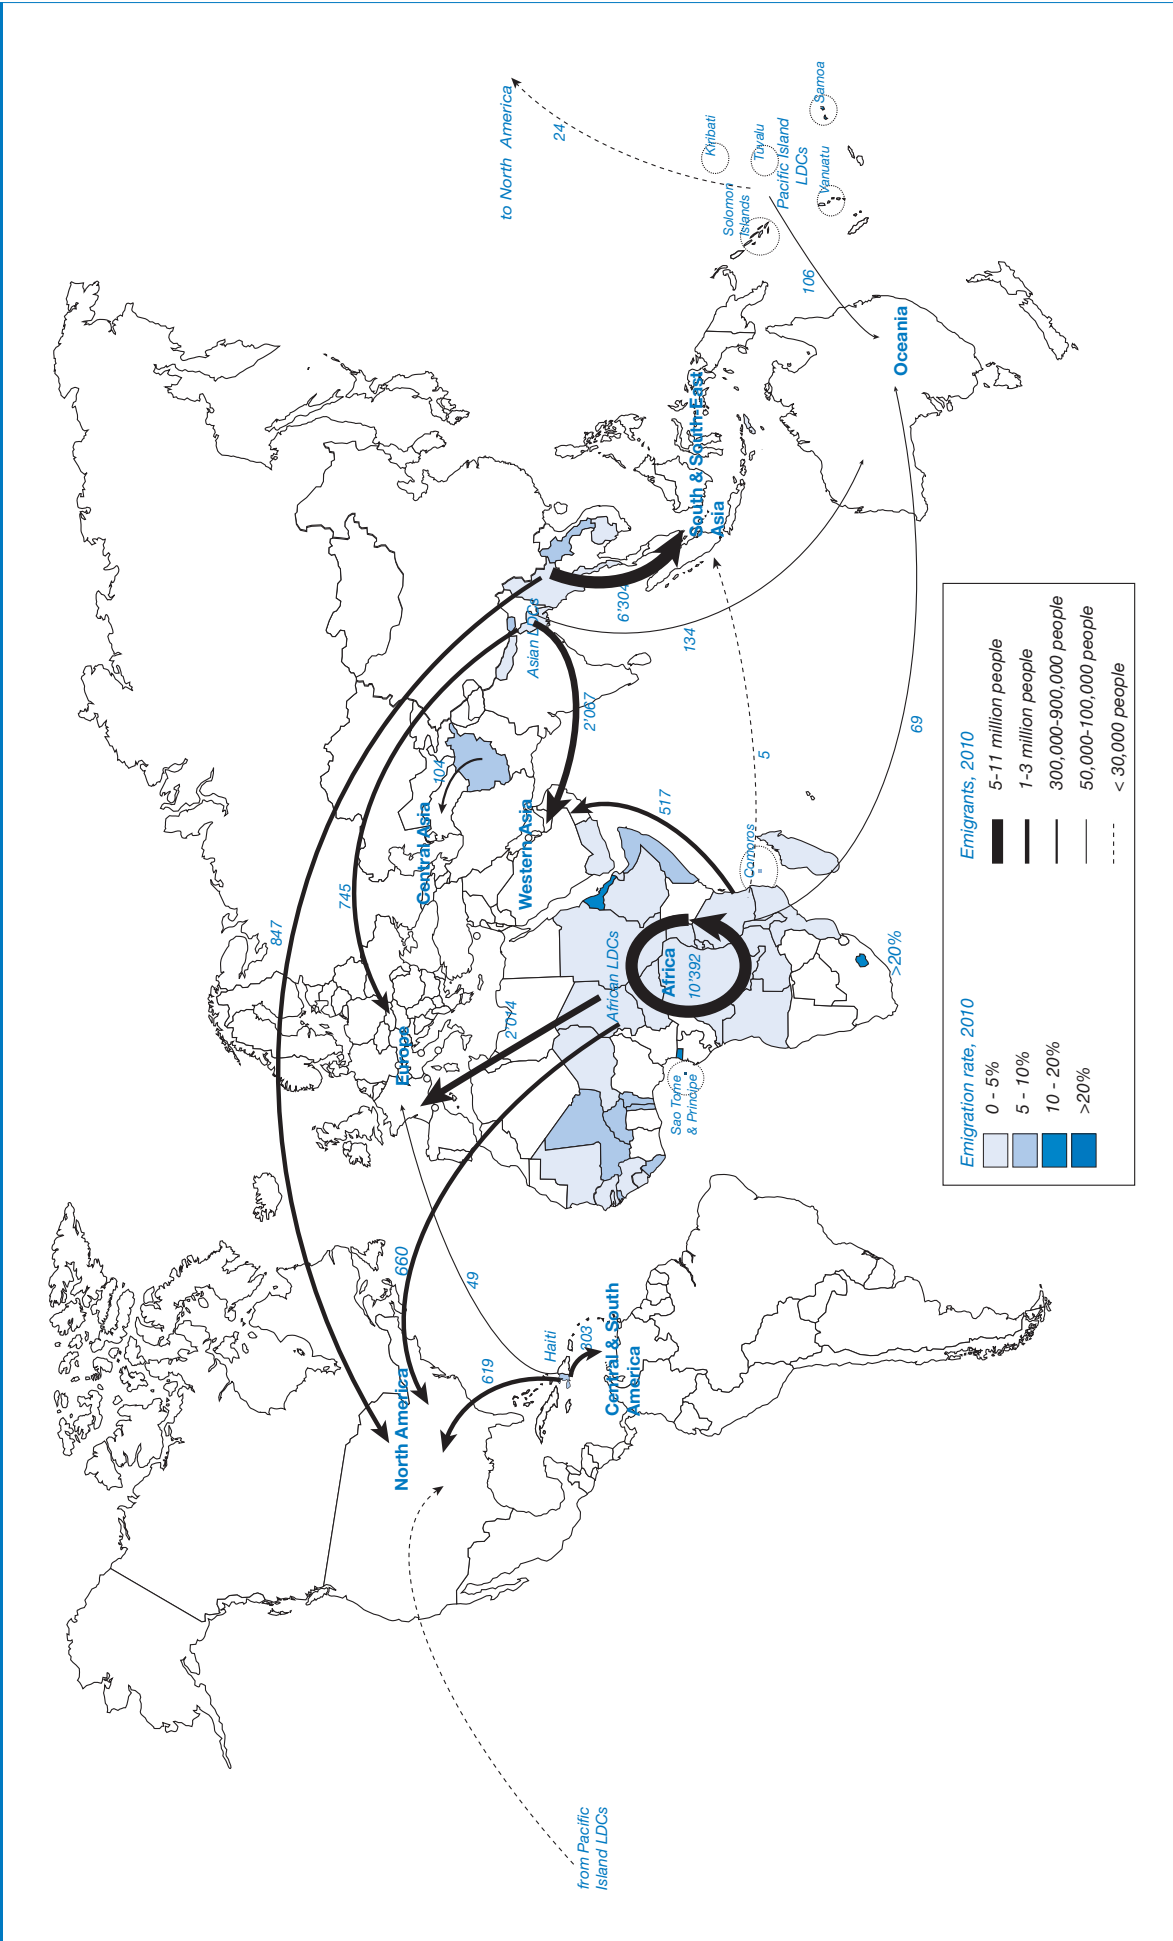 to North America
24
Kiribati
Tuvalu
Samoa
Solomon
Islands
Pacific Island
LDCs
Vanuatu
106
Oceania
South & South-East
Asia
Asian LDCs
6'304
134
2'067
104
Central Asia
Western Asia
745
847
517
5
69
Comoros
African LDCs
Africa
10'392
2'014
Europe
>20%
Sao Tome
& Principe
660
49
North America
619
Haiti
803
Central & South
America
from Pacific
Island LDCs
Emigration rate, 2010
0 - 5%
5 - 10%
10 - 20%
>20%
Emigrants, 2010
5-11 million people
1-3 million people
300,000-900,000 people
50,000-100,000 people
< 30,000 people